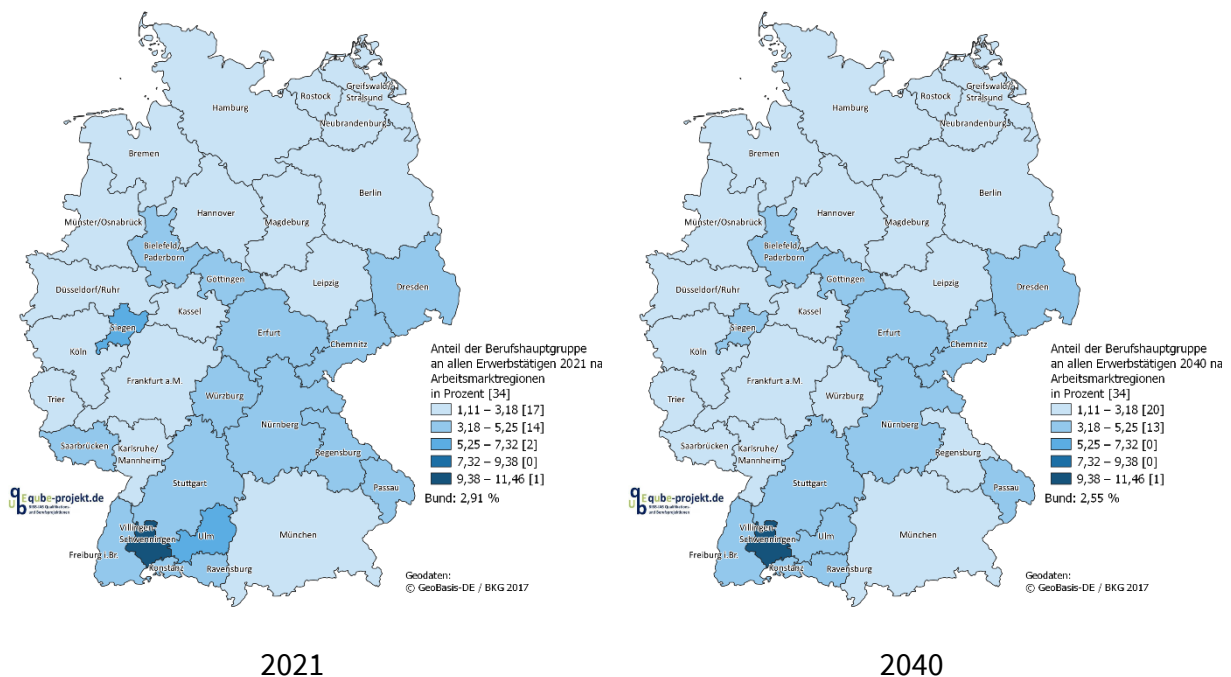 Hamburg
Rostock
Greifswald/
Stralsund
Neubrandenburg
Bremen
Berlin
Münster/Osnabrück
Hannover
Magdeburg
Bielefeld/
Paderborn
Göttingen
Düsseldorf/Ruhr
Leipzig
Dresden
Kassel
Siegen
Köln
Erfurt
Chemnitz
Frankfurt a.M.
Trier
Würzburg
Saarbrücken
Karlsruhe/
Mannheim
Nürnberg
Regensburg
Stuttgart
Passau
Villingen-
Schwenningen
Ulm
München
Freiburg i.Br.
Konstanz
Ravensburg
Anteil der Berufshauptgruppe
an allen Erwerbstätigen 2021 na
Arbeitsmarktregionen
in Prozent [34]
1,11 – 3,18 [17]
3,18 – 5,25 [14]
5,25 – 7,32 [2]
7,32 – 9,38 [0]
9,38 – 11,46 [1]
Bund: 2,91 %
qube-projekt.de
Geodaten:
© GeoBasis-DE / BKG 2017
2021
Hamburg
Rostock
Greifswald/
Stralsund
Neubrandenburg
Bremen
Berlin
Münster/Osnabrück
Hannover
Magdeburg
Bielefeld/
Paderborn
Göttingen
Düsseldorf/Ruhr
Leipzig
Dresden
Kassel
Siegen
Köln
Erfurt
Chemnitz
Frankfurt a.M.
Trier
Würzburg
Saarbrücken
Karlsruhe/
Mannheim
Nürnberg
Regensburg
Stuttgart
Passau
Villingen-
Schwenningen
Ulm
München
Freiburg i.Br.
Konstanz
Ravensburg
Anteil der Berufshauptgruppe
an allen Erwerbstätigen 2040 na
Arbeitsmarktregionen
in Prozent [34]
1,11 – 3,18 [20]
3,18 – 5,25 [13]
5,25 – 7,32 [0]
7,32 – 9,38 [0]
9,38 – 11,46 [1]
Bund: 2,55 %
qube-projekt.de
Geodaten:
© GeoBasis-DE / BKG 2017
2040